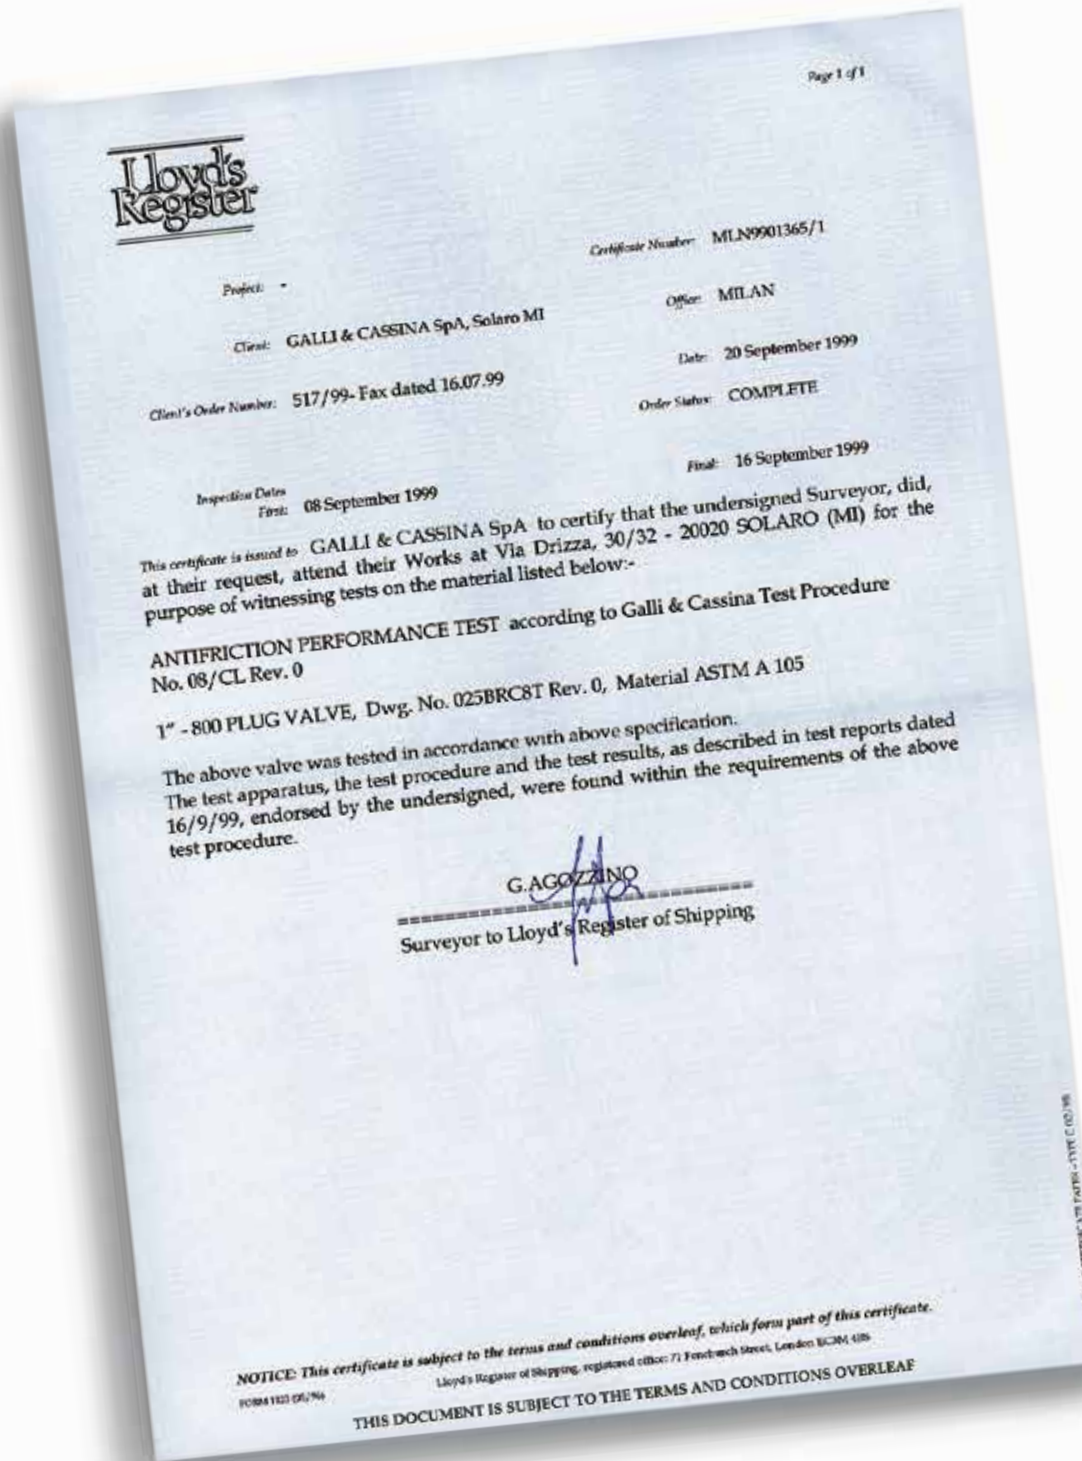 Page 1 of 1
Lloyd's
Register
Certificate Number: MLN9901365/1
Project: -
Office: MILAN
Client: GALLI & CASSINA SpA, Solaro MI
Date: 20 September 1999
Client's Order Number: 517/99- Fax dated 16.07.99
Order Status: COMPLETE
Inspection Dates
First: 08 September 1999
Final: 16 September 1999
This certificate is issued to GALLI & CASSINA SpA to certify that the undersigned Surveyor, did,
at their request, attend their Works at Via Drizza, 30/32 - 20020 SOLARO (MI) for the
purpose of witnessing tests on the material listed below:-
ANTIFRICTION PERFORMANCE TEST according to Galli & Cassina Test Procedure
No. 08/CL Rev. 0
1" - 800 PLUG VALVE, Dwg. No. 025BRC8T Rev. 0, Material ASTM A 105
The above valve was tested in accordance with above specification.
The test apparatus, the test procedure and the test results, as described in test reports dated
16/9/99, endorsed by the undersigned, were found within the requirements of the above
test procedure.
G.AGOZZINO
Surveyor to Lloyd's Register of Shipping
NOTICE: This certificate is subject to the terms and conditions overleaf, which form part of this certificate.
Lloyd's Register of Shipping, registered office: 71 Fenchurch Street, London EC3M 4BS
FORM
THIS DOCUMENT IS SUBJECT TO THE TERMS AND CONDITIONS OVERLEAF